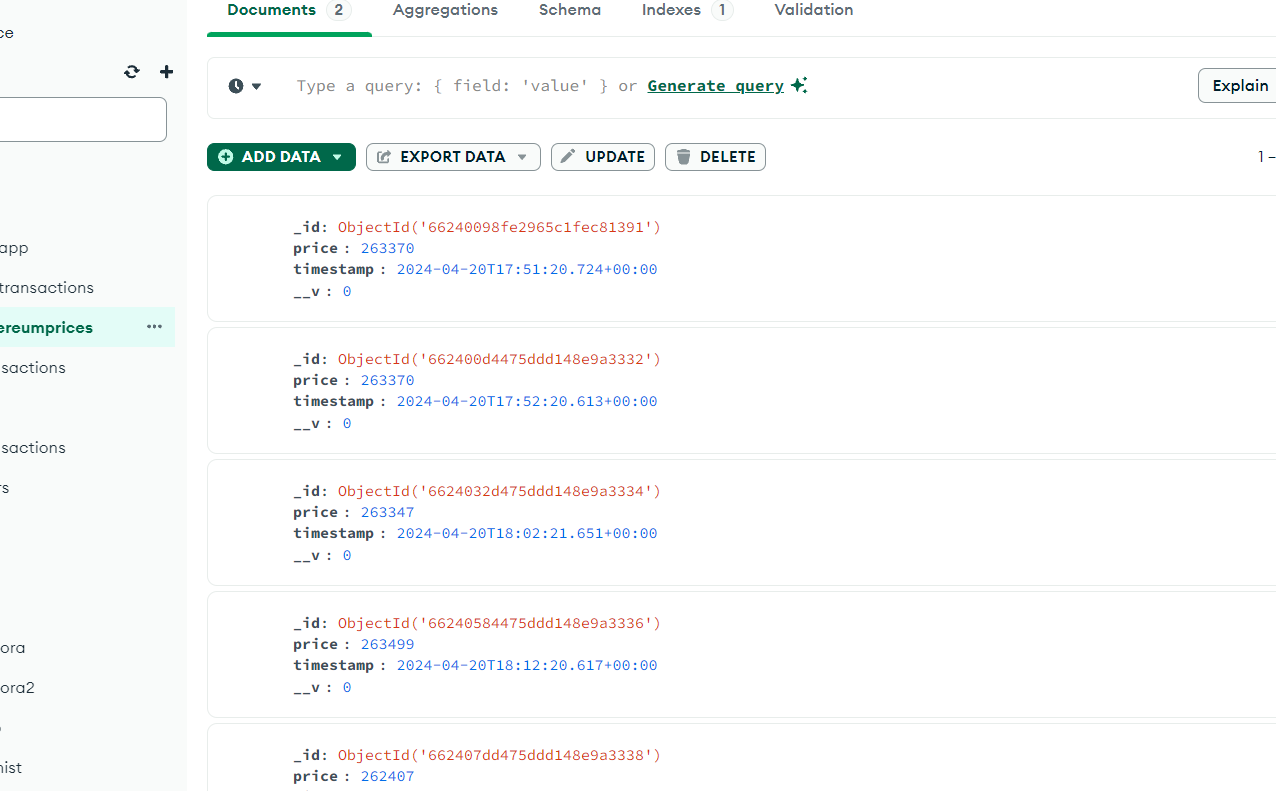 Documents 2 Aggregations Schema Indexes 1 Validation
ce
Type a query: { field: 'value' } or Generate query
Explain
ADD DATA EXPORT DATA UPDATE DELETE
1 –
app
transactions
ereumprices •••
sactions
sactions
rs
ora
ora2
nist
_id: ObjectId('66240098fe2965c1fec81391')
price : 263370
timestamp : 2024-04-20T17:51:20.724+00:00
__v : 0
_id: ObjectId('662400d4475ddd148e9a3332')
price : 263370
timestamp : 2024-04-20T17:52:20.613+00:00
__v : 0
_id: ObjectId('6624032d475ddd148e9a3334')
price : 263347
timestamp : 2024-04-20T18:02:21.651+00:00
__v : 0
_id: ObjectId('66240584475ddd148e9a3336')
price : 263499
timestamp : 2024-04-20T18:12:20.617+00:00
__v : 0
_id: ObjectId('662407dd475ddd148e9a3338')
price : 262407